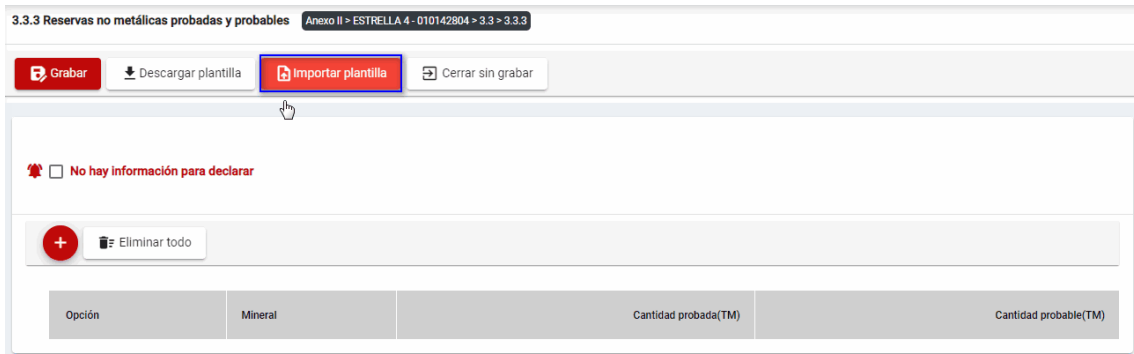 3.3.3 Reservas no metálicas probadas y probables Anexo II > ESTRELLA 4 - 010142804 > 3.3 > 3.3.3
Grabar Descargar plantilla Importar plantilla Cerrar sin grabar
No hay información para declarar
+ Eliminar todo
Opción Mineral Cantidad probada(TM) Cantidad probable(TM)